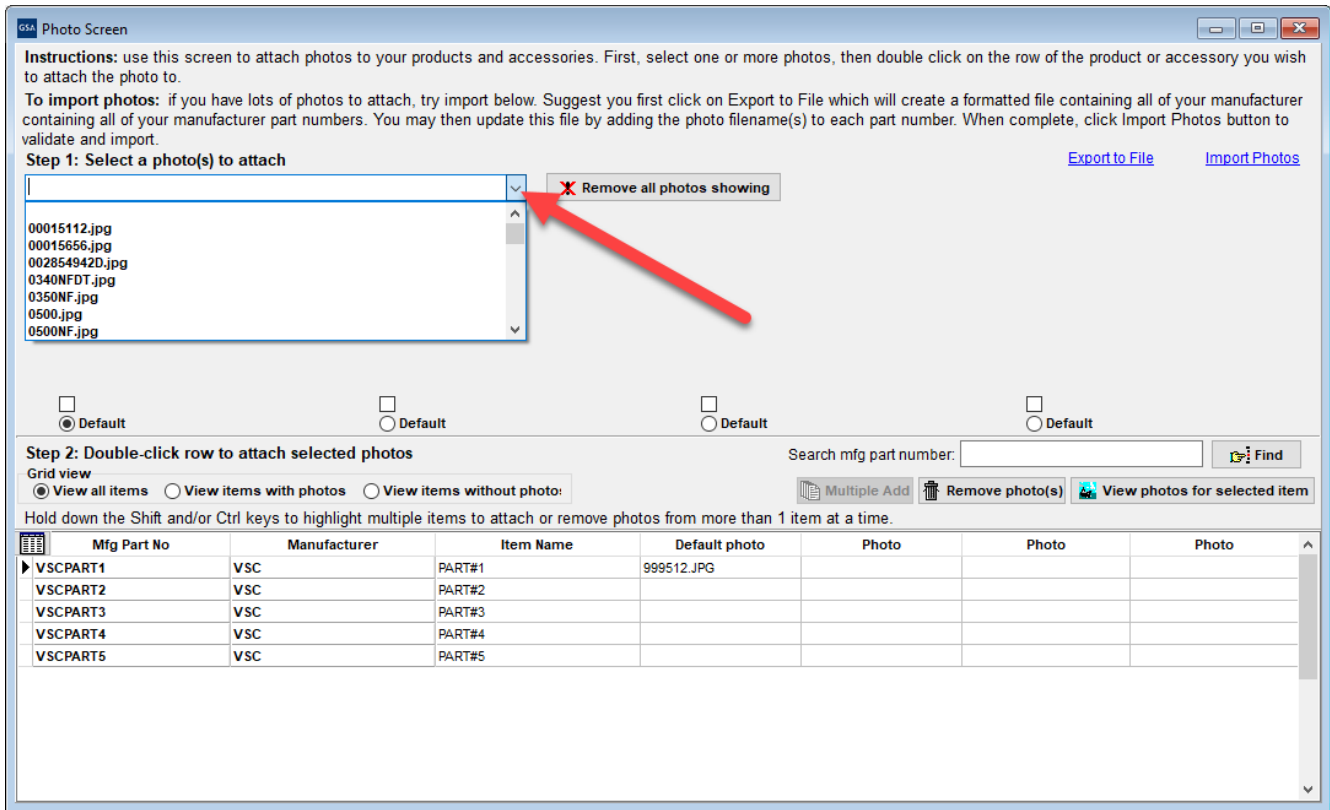 GSA Photo Screen
Instructions: use this screen to attach photos to your products and accessories. First, select one or more photos, then double click on the row of the product or accessory you wish
to attach the photo to.
To import photos: if you have lots of photos to attach, try import below. Suggest you first click on Export to File which will create a formatted file containing all of your manufacturer
containing all of your manufacturer part numbers. You may then update this file by adding the photo filename(s) to each part number. When complete, click Import Photos button to
validate and import.
Step 1: Select a photo(s) to attach Export to File Import Photos
Remove all photos showing
00015112.jpg
00015656.jpg
002854942D.jpg
0340NFDT.jpg
0350NF.jpg
0500.jpg
0500NF.jpg
Default Default Default Default
Step 2: Double-click row to attach selected photos Search mfg part number: Find
Grid view
View all items View items with photos View items without photo: Multiple Add Remove photo(s) View photos for selected item
Hold down the Shift and/or Ctrl keys to highlight multiple items to attach or remove photos from more than 1 item at a time.
Mfg Part No Manufacturer Item Name Default photo Photo Photo Photo
VSCPART1 VSC PART#1 999512.JPG
VSCPART2 VSC PART#2
VSCPART3 VSC PART#3
VSCPART4 VSC PART#4
VSCPART5 VSC PART#5